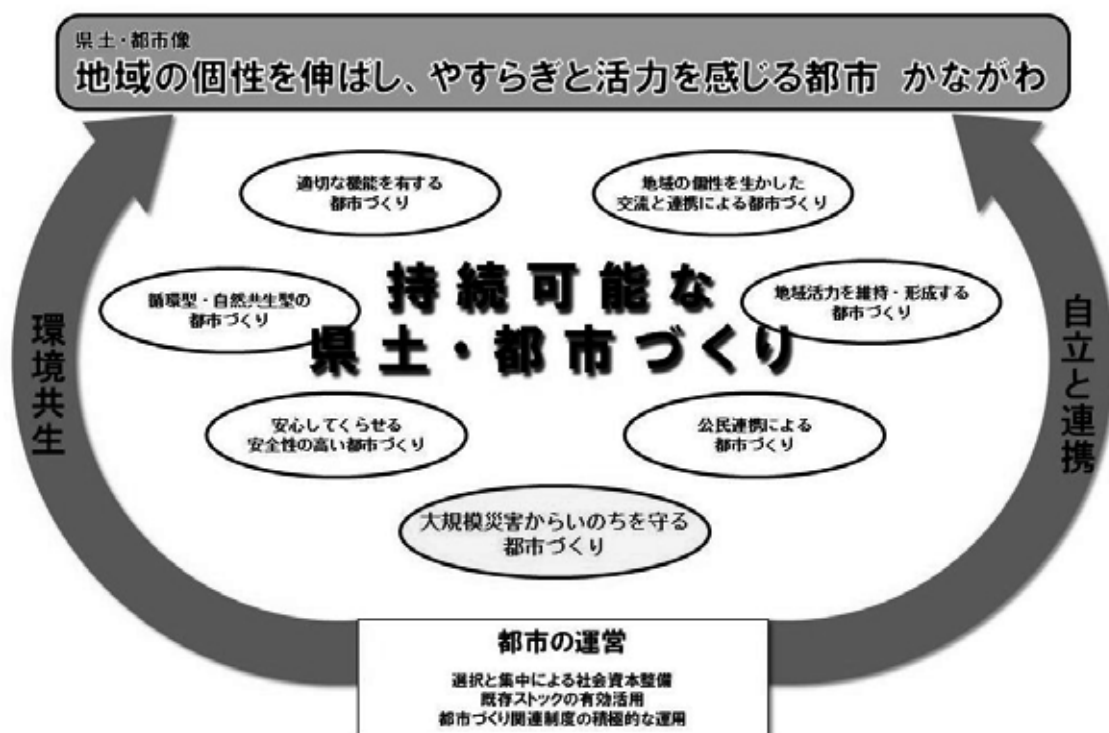 県土・都市像
地域の個性を伸ばし、やすらぎと活力を感じる都市　かながわ
適切な機能を有する
都市づくり
地域の個性を生かした
交流と連携による都市づくり
持続可能な
県土・都市づくり
循環型・自然共生型の
都市づくり
地域活力を維持・形成する
都市づくり
環境共生
自立と連携
安心してくらせる
安全性の高い都市づくり
公民連携による
都市づくり
大規模災害からいのちを守る
都市づくり
都市の運営
選択と集中による社会資本整備
既存ストックの有効活用
都市づくり関連制度の積極的な運用